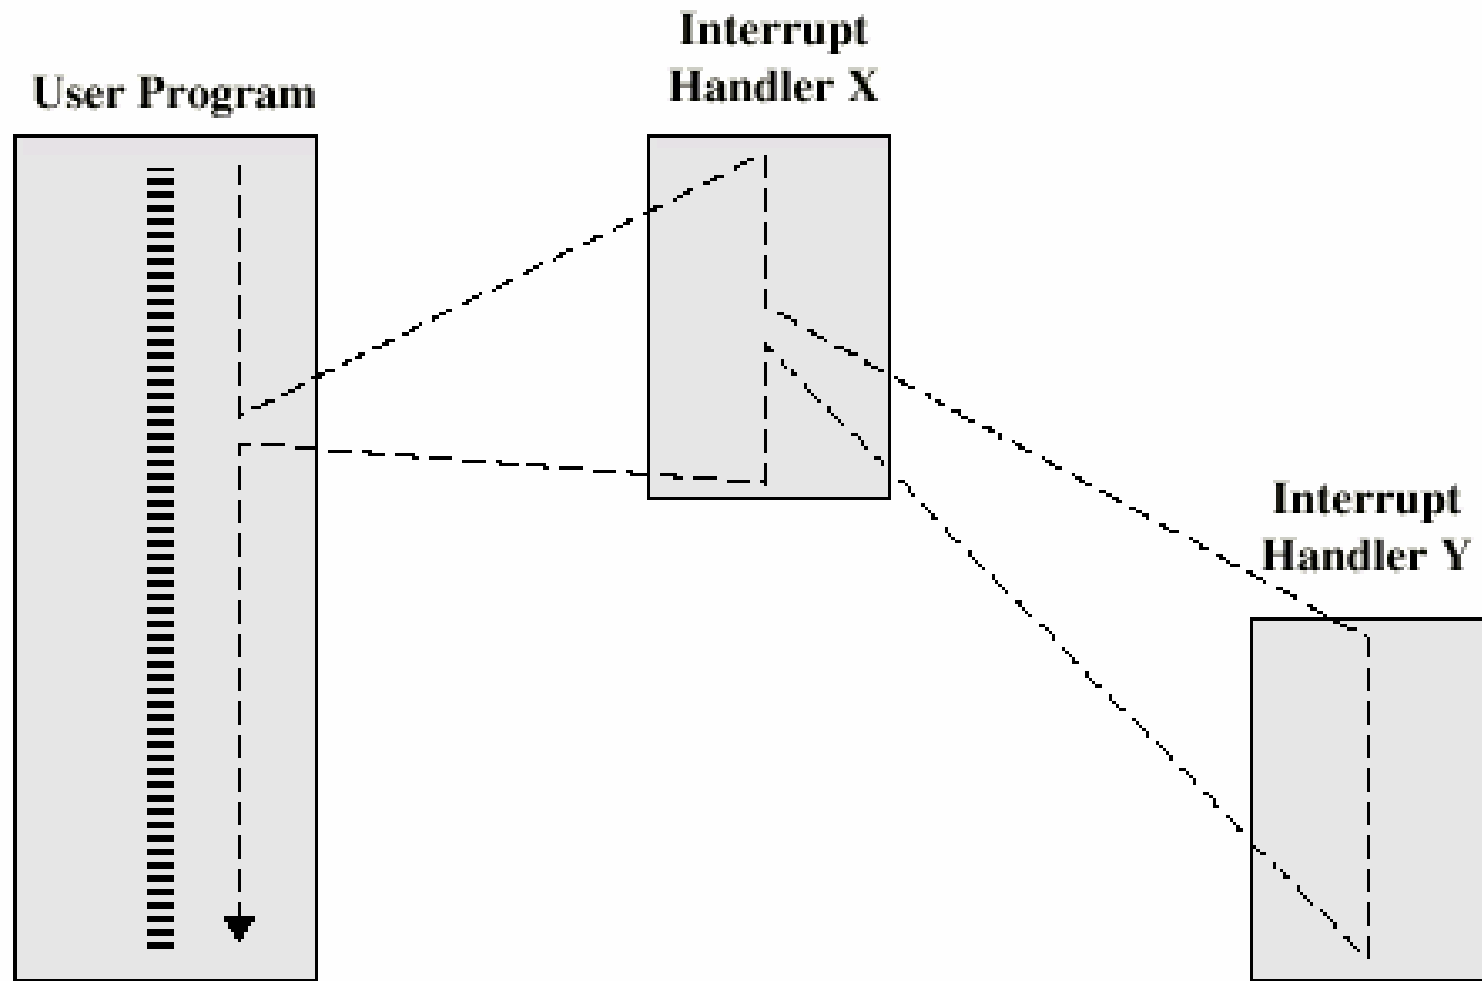 User Program
Interrupt
Handler X
Interrupt
Handler Y